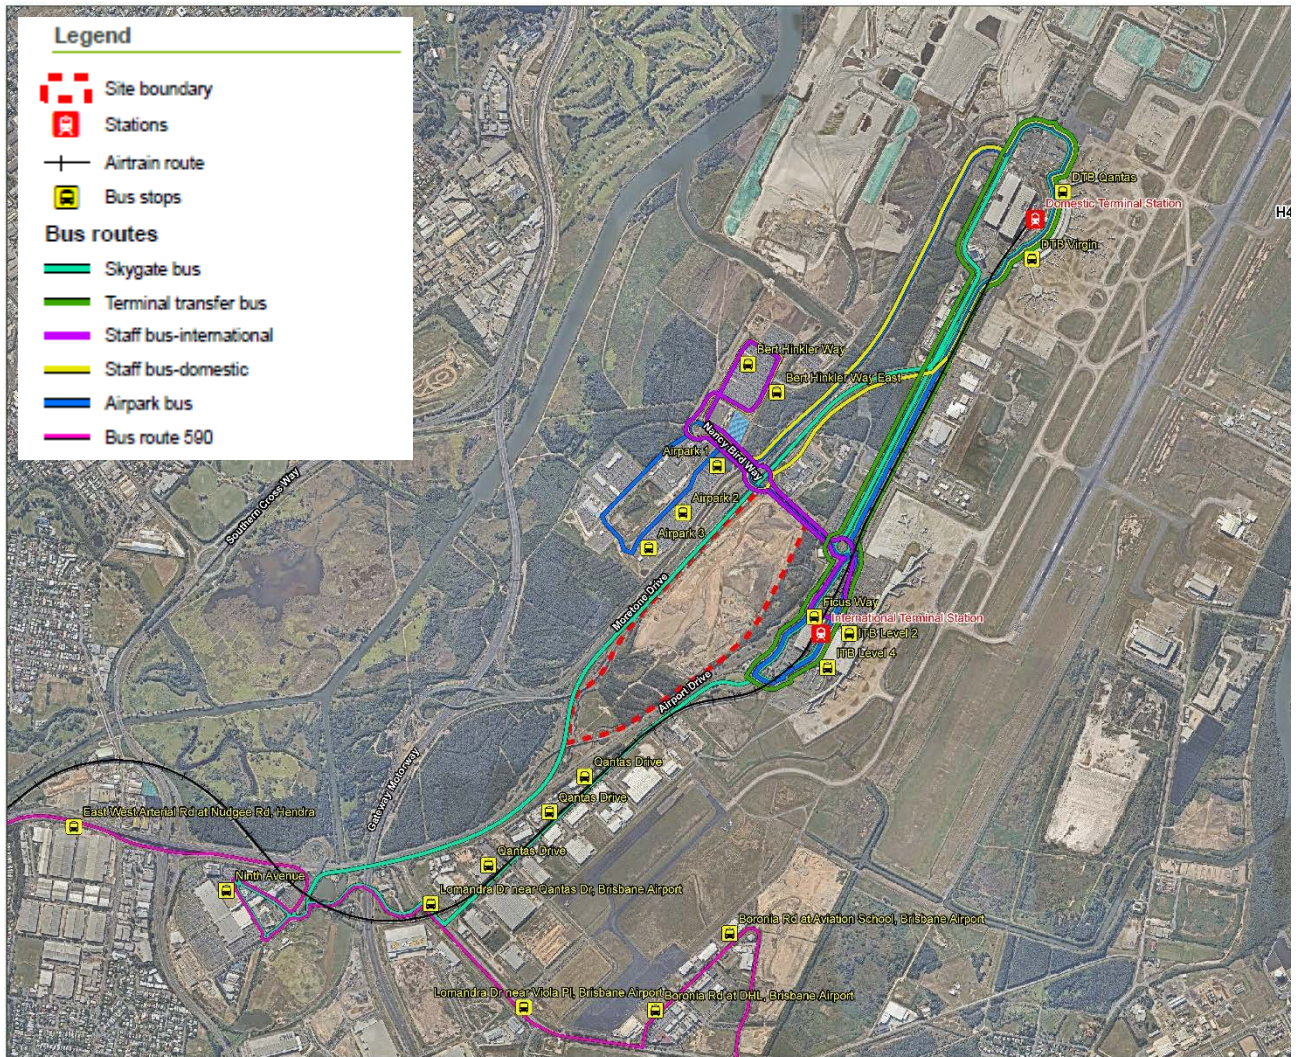 Legend
Site boundary
Stations
Airtrain route
Bus stops
Bus routes
Skygate bus
Terminal transfer bus
Staff bus-international
Staff bus-domestic
Airpark bus
Bus route 590
DTB Qantas
Domestic Terminal Station
H4
DTB Virgin
Bert Hinkler Way
Bert Hinkler Way East
Nancy Bird Way
Airpark 1
Airpark 2
Airpark 3
Southern Cross Way
Moretone Drive
Ficus Way
International Terminal Station
ITB Level 2
ITB Level 4
Airport Drive
Gateway Motorway
Qantas Drive
Qantas Drive
Qantas Drive
East West Arterial Rd at Nudgee Rd, Hendra
Ninth Avenue
Lomandra Dr near Qantas Dr, Brisbane Airport
Boronia Rd at Aviation School, Brisbane Airport
Lomandra Dr near Viola Pl, Brisbane Airport
Boronia Rd at DHL, Brisbane Airport